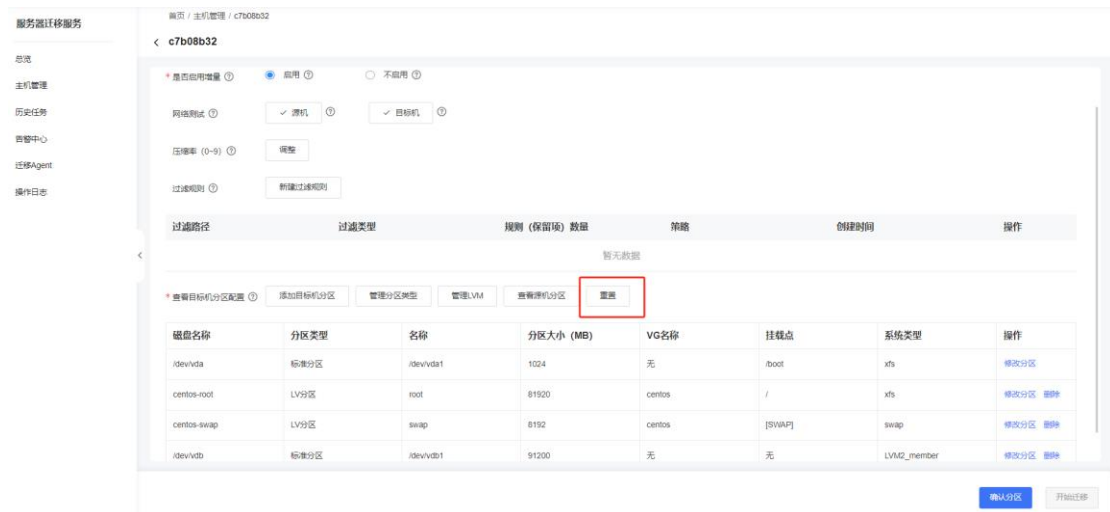 服务器迁移服务
总览
主机管理
历史任务
告警中心
迁移Agent
操作日志
首页 / 主机管理 / c7b08b32
c7b08b32
* 是否启用增量 启用 不启用
网络测试 源机 目标机
压缩率 (0~9) 调整
过滤规则 新建过滤规则
过滤路径 过滤类型 规则 (保留项) 数量 策略 创建时间 操作
暂无数据
* 查看目标机分区配置 添加目标机分区 管理分区类型 管理LVM 查看源机分区 重置
磁盘名称 分区类型 名称 分区大小 (MB) VG名称 挂载点 系统类型 操作
/dev/vda 标准分区 /dev/vda1 1024 无 /boot xfs 修改分区
centos-root LV分区 root 81920 centos / xfs 修改分区 删除
centos-swap LV分区 swap 8192 centos [SWAP] swap 修改分区 删除
/dev/vdb 标准分区 /dev/vdb1 91200 无 无 LVM2_member 修改分区 删除
确认分区 开始迁移